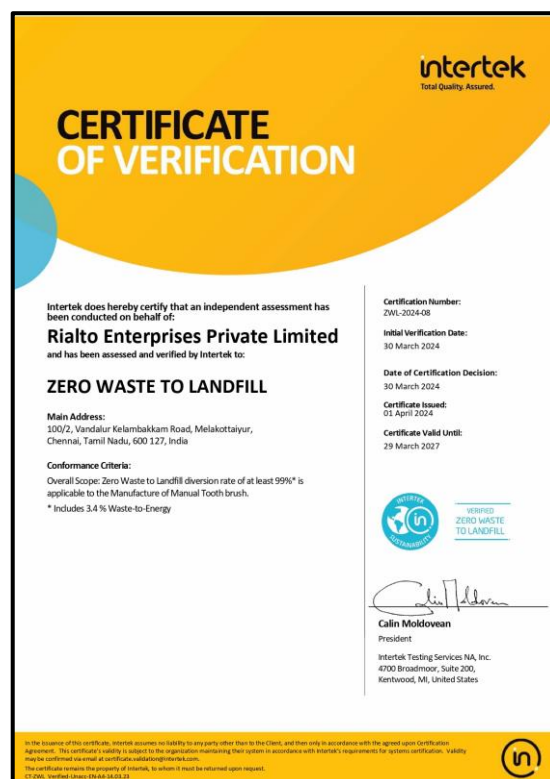 intertek
Total Quality. Assured.
CERTIFICATE
OF VERIFICATION
Intertek does hereby certify that an independent assessment has
been conducted on behalf of:
Rialto Enterprises Private Limited
and has been assessed and verified by Intertek to:
ZERO WASTE TO LANDFILL
Main Address:
100/2, Vandalur Kelambakkam Road, Melakottaiyur,
Chennai, Tamil Nadu, 600 127, India
Conformance Criteria:
Overall Scope: Zero Waste to Landfill diversion rate of at least 99%* is
applicable to the Manufacture of Manual Tooth brush.
* Includes 3.4 % Waste-to-Energy
Certification Number:
ZWL-2024-08
Initial Verification Date:
30 March 2024
Date of Certification Decision:
30 March 2024
Certificate Issued:
01 April 2024
Certificate Valid Until:
29 March 2027
INTERTEK
in
SUSTAINABILITY
VERIFIED
ZERO WASTE
TO LANDFILL
Calin Moldovean
Calin Moldovean
President
Intertek Testing Services NA, Inc.
4700 Broadmoor, Suite 200,
Kentwood, MI, United States
In the issuance of this certificate, Intertek assumes no liability to any party other than to the Client, and then only in accordance with the agreed upon Certification
Agreement. This certificate's validity is subject to the organization maintaining their system in accordance with Intertek's requirements for systems certification. Validity
may be confirmed via email at certificate.validation@intertek.com.
The certificate remains the property of Intertek, to whom it must be returned upon request.
in